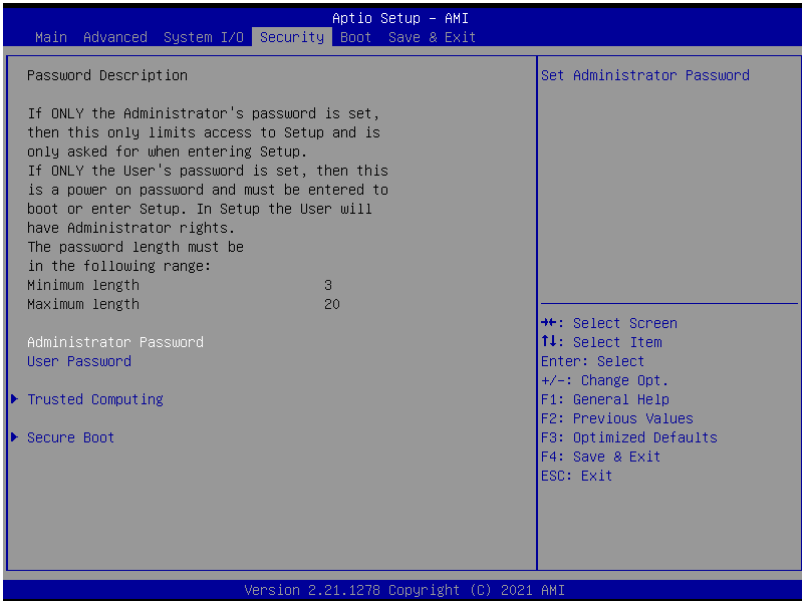 Aptio Setup – AMI
Main Advanced System I/O Security Boot Save & Exit
Password Description
If ONLY the Administrator's password is set,
then this only limits access to Setup and is
only asked for when entering Setup.
If ONLY the User's password is set, then this
is a power on password and must be entered to
boot or enter Setup. In Setup the User will
have Administrator rights.
The password length must be
in the following range:
Minimum length 3
Maximum length 20
Administrator Password
User Password
Trusted Computing
Secure Boot
Set Administrator Password
→←: Select Screen
↑↓: Select Item
Enter: Select
+/-: Change Opt.
F1: General Help
F2: Previous Values
F3: Optimized Defaults
F4: Save & Exit
ESC: Exit
Version 2.21.1278 Copyright (C) 2021 AMI